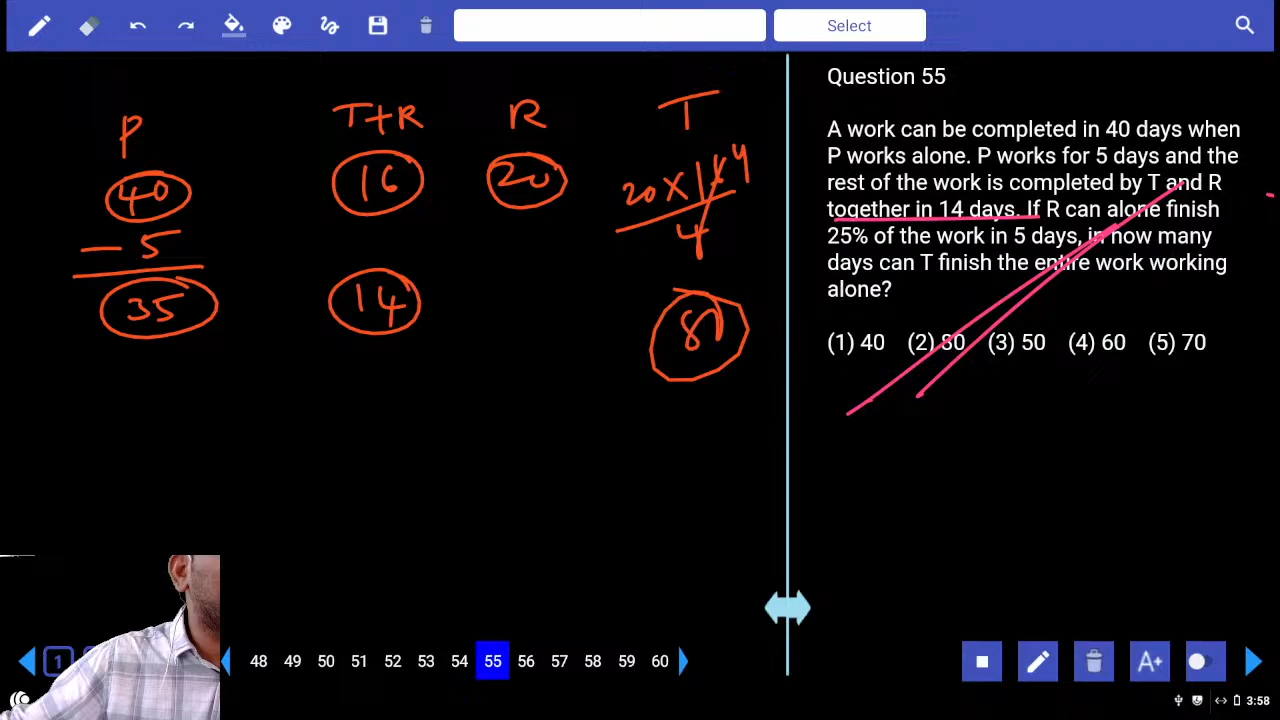 Select
P T+R R T
40 16 20 20 X 16 4
- 5 4
35 14 80
Question 55
A work can be completed in 40 days when
P works alone. P works for 5 days and the
rest of the work is completed by T and R
together in 14 days. If R can alone finish
25% of the work in 5 days, in how many
days can T finish the entire work working
alone?
(1) 40 (2) 80 (3) 50 (4) 60 (5) 70
1 48 49 50 51 52 53 54 55 56 57 58 59 60
A+
3:58